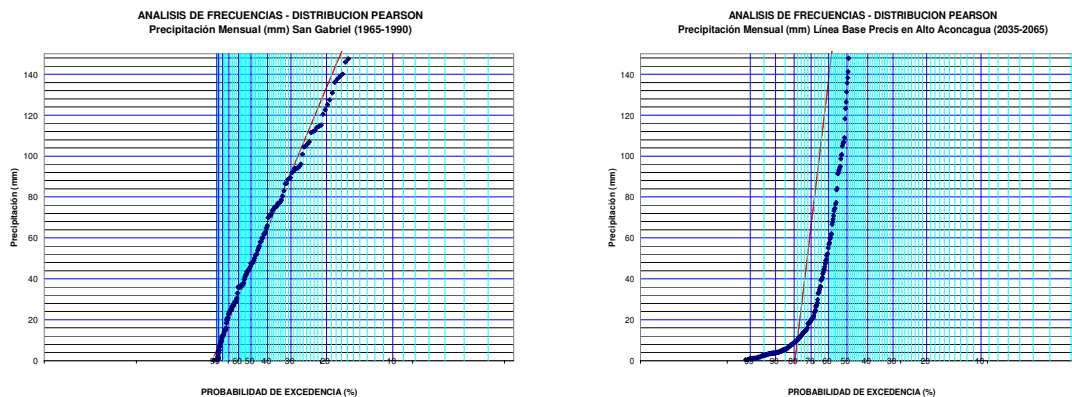 ANALISIS DE FRECUENCIAS - DISTRIBUCION PEARSON
Precipitación Mensual (mm) San Gabriel (1965-1990)
140
120
100
80
60
40
20
0
Precipitación (mm)
60 50 40 30 20 10
PROBABILIDAD DE EXCEDENCIA (%)
ANALISIS DE FRECUENCIAS - DISTRIBUCION PEARSON
Precipitación Mensual (mm) Línea Base Precis en Alto Aconcagua (2035-2065)
140
120
100
80
60
40
20
0
Precipitación (mm)
95 90 80 70 60 50 40 30 20 10
PROBABILIDAD DE EXCEDENCIA (%)